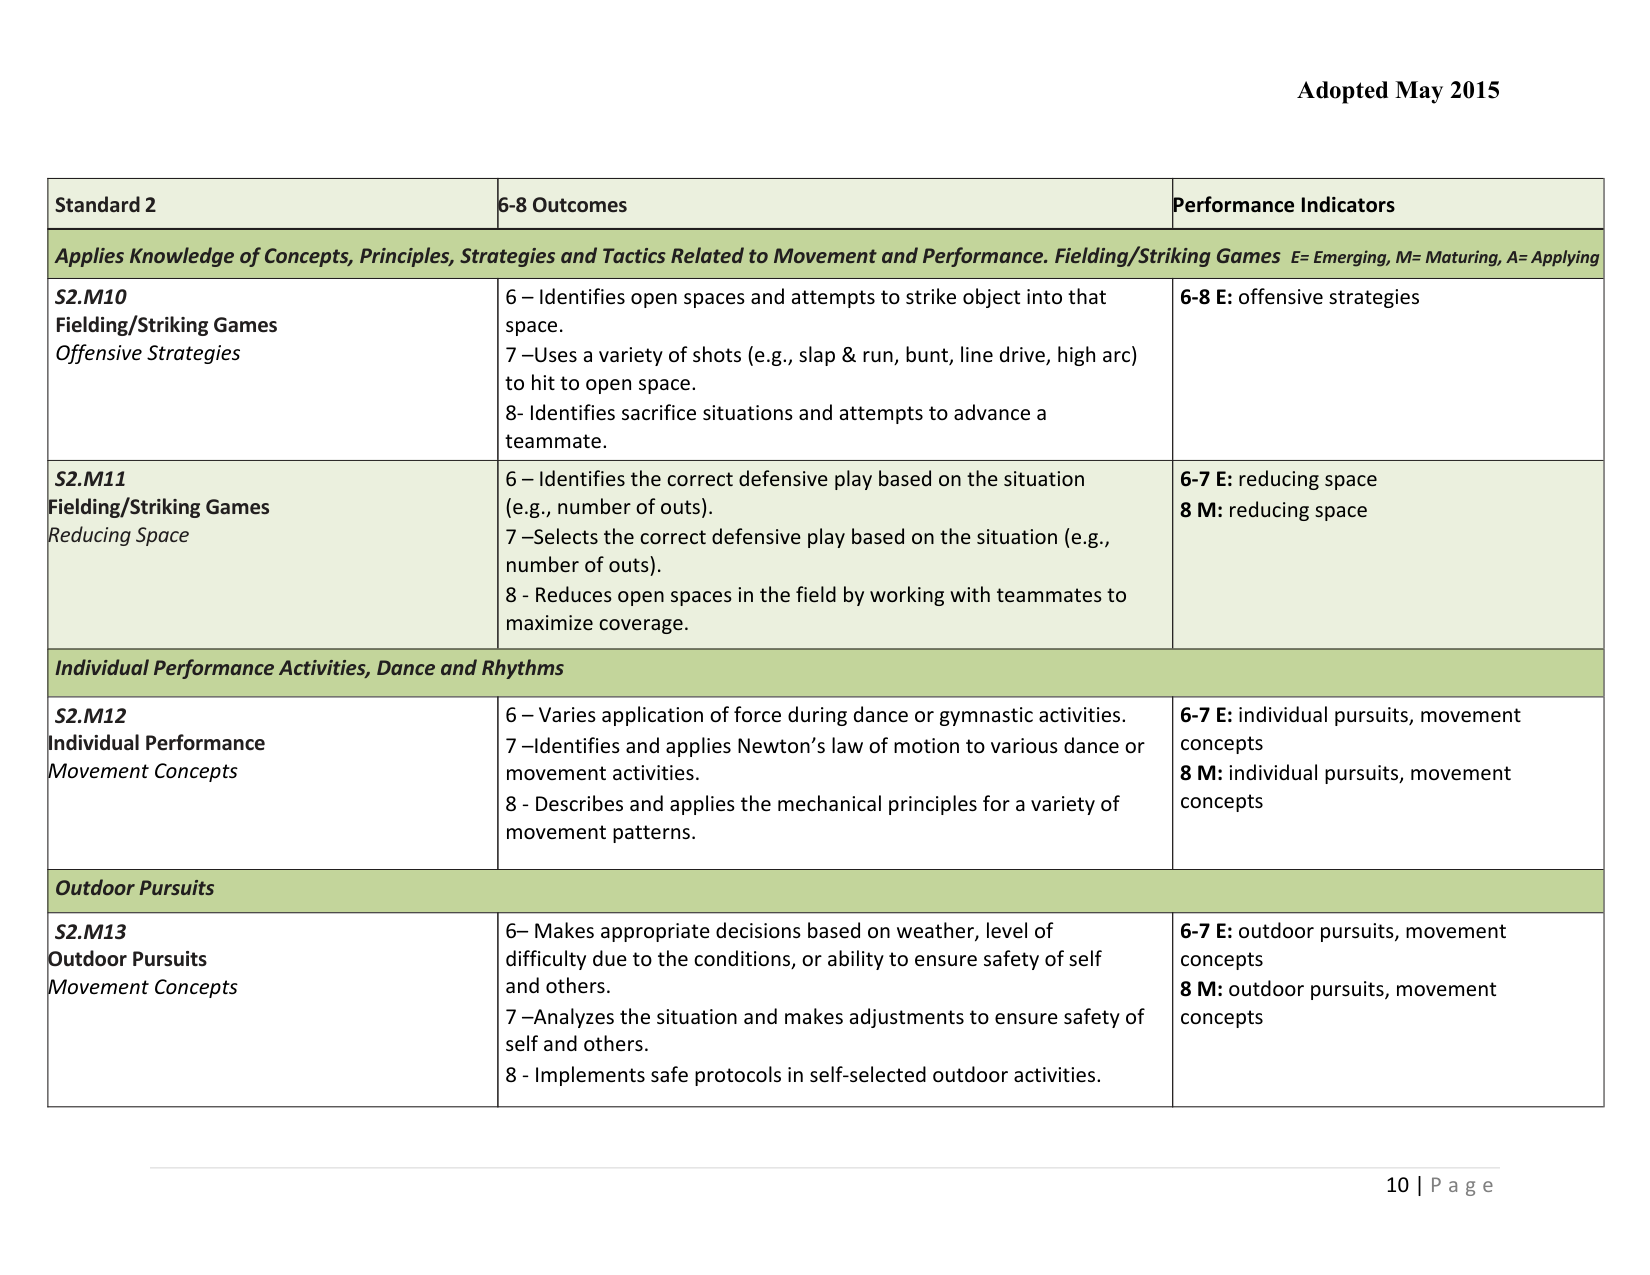 Adopted May 2015
Standard 2
6-8 Outcomes
Performance Indicators
Applies Knowledge of Concepts, Principles, Strategies and Tactics Related to Movement and Performance. Fielding/Striking Games E= Emerging, M= Maturing, A= Applying
S2.M10
Fielding/Striking Games
Offensive Strategies
6 – Identifies open spaces and attempts to strike object into that
space.
7 –Uses a variety of shots (e.g., slap & run, bunt, line drive, high arc)
to hit to open space.
8- Identifies sacrifice situations and attempts to advance a
teammate.
6-8 E: offensive strategies
S2.M11
Fielding/Striking Games
Reducing Space
6 – Identifies the correct defensive play based on the situation
(e.g., number of outs).
7 –Selects the correct defensive play based on the situation (e.g.,
number of outs).
8 - Reduces open spaces in the field by working with teammates to
maximize coverage.
6-7 E: reducing space
8 M: reducing space
Individual Performance Activities, Dance and Rhythms
S2.M12
Individual Performance
Movement Concepts
6 – Varies application of force during dance or gymnastic activities.
7 –Identifies and applies Newton’s law of motion to various dance or
movement activities.
8 - Describes and applies the mechanical principles for a variety of
movement patterns.
6-7 E: individual pursuits, movement
concepts
8 M: individual pursuits, movement
concepts
Outdoor Pursuits
S2.M13
Outdoor Pursuits
Movement Concepts
6– Makes appropriate decisions based on weather, level of
difficulty due to the conditions, or ability to ensure safety of self
and others.
7 –Analyzes the situation and makes adjustments to ensure safety of
self and others.
8 - Implements safe protocols in self-selected outdoor activities.
6-7 E: outdoor pursuits, movement
concepts
8 M: outdoor pursuits, movement
concepts
10 | Page